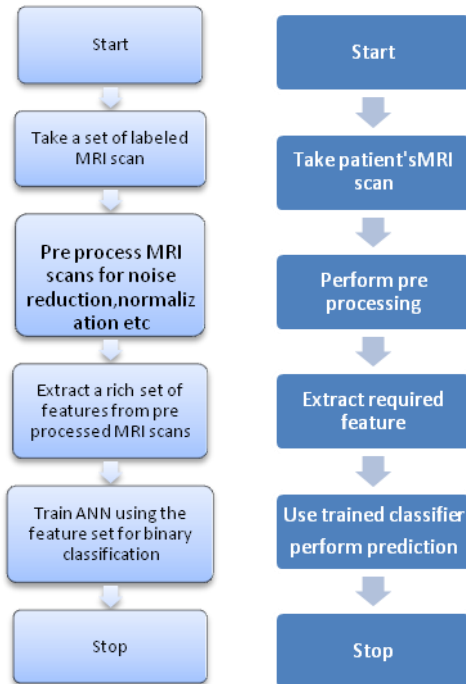 Start
Take a set of labeled
MRI scan
Pre process MRI
scans for noise
reduction,normaliz
ation etc
Extract a rich set of
features from pre
processed MRI scans
Train ANN using the
feature set for binary
classification
Stop
Start
Take patient'sMRI
scan
Perform pre
processing
Extract required
feature
Use trained classifier
perform prediction
Stop